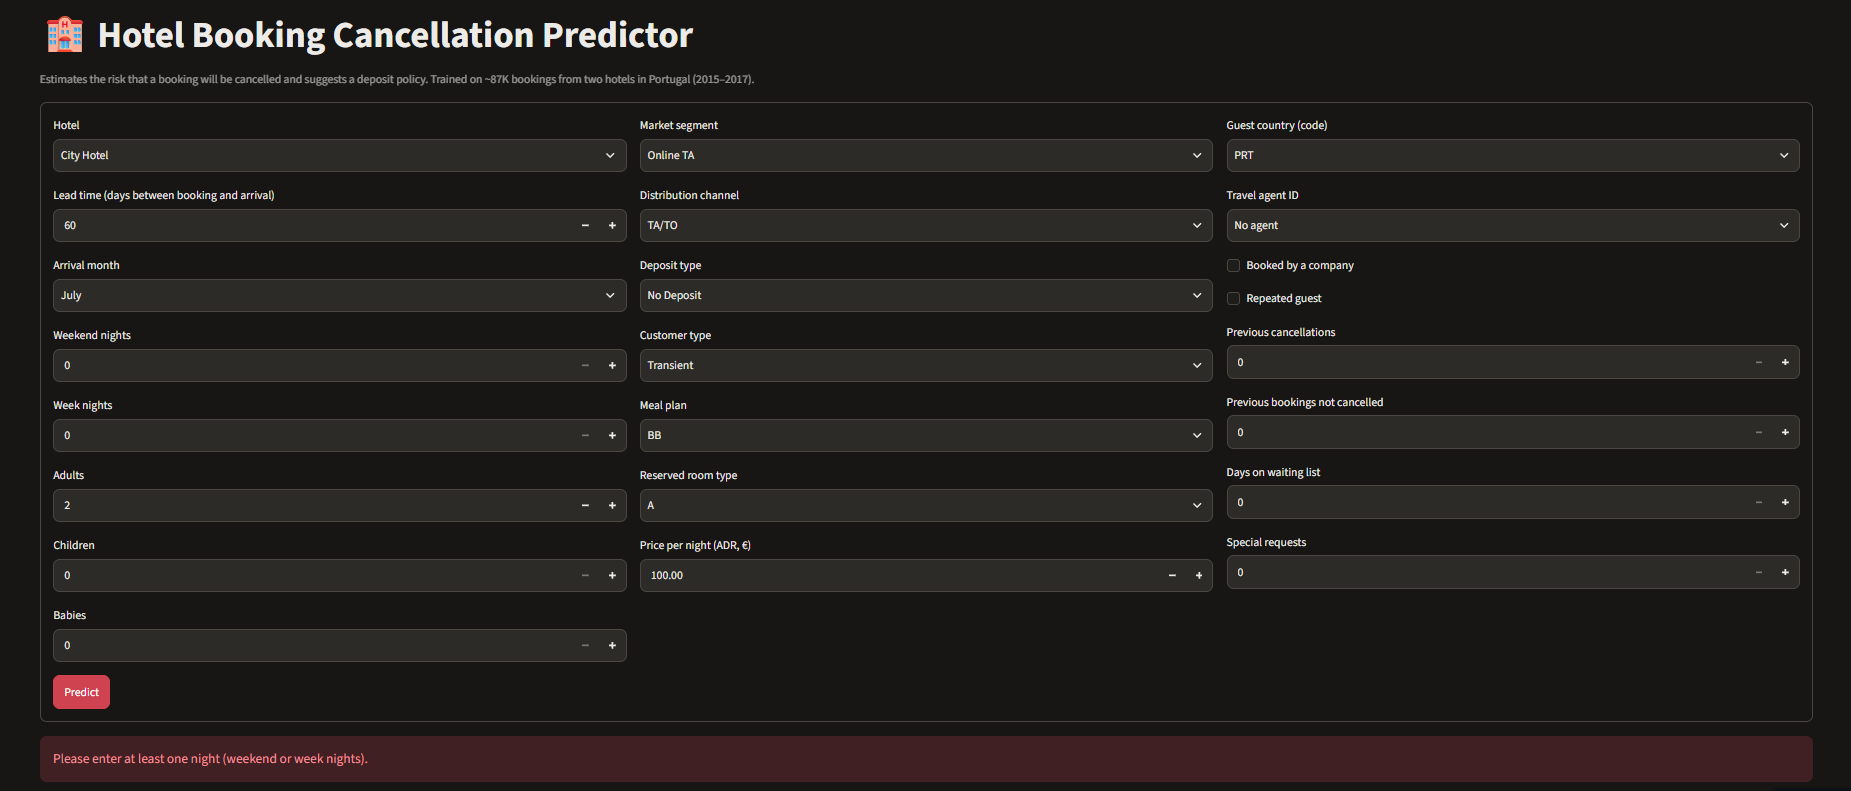 Hotel Booking Cancellation Predictor
Estimates the risk that a booking will be cancelled and suggests a deposit policy. Trained on ~87K bookings from two hotels in Portugal (2015–2017).
Hotel
City Hotel
Lead time (days between booking and arrival)
60
Arrival month
July
Weekend nights
0
Week nights
0
Adults
2
Children
0
Babies
0
Predict
Market segment
Online TA
Distribution channel
TA/TO
Deposit type
No Deposit
Customer type
Transient
Meal plan
BB
Reserved room type
A
Price per night (ADR, €)
100.00
Guest country (code)
PRT
Travel agent ID
No agent
Booked by a company
Repeated guest
Previous cancellations
0
Previous bookings not cancelled
0
Days on waiting list
0
Special requests
0
Please enter at least one night (weekend or week nights).